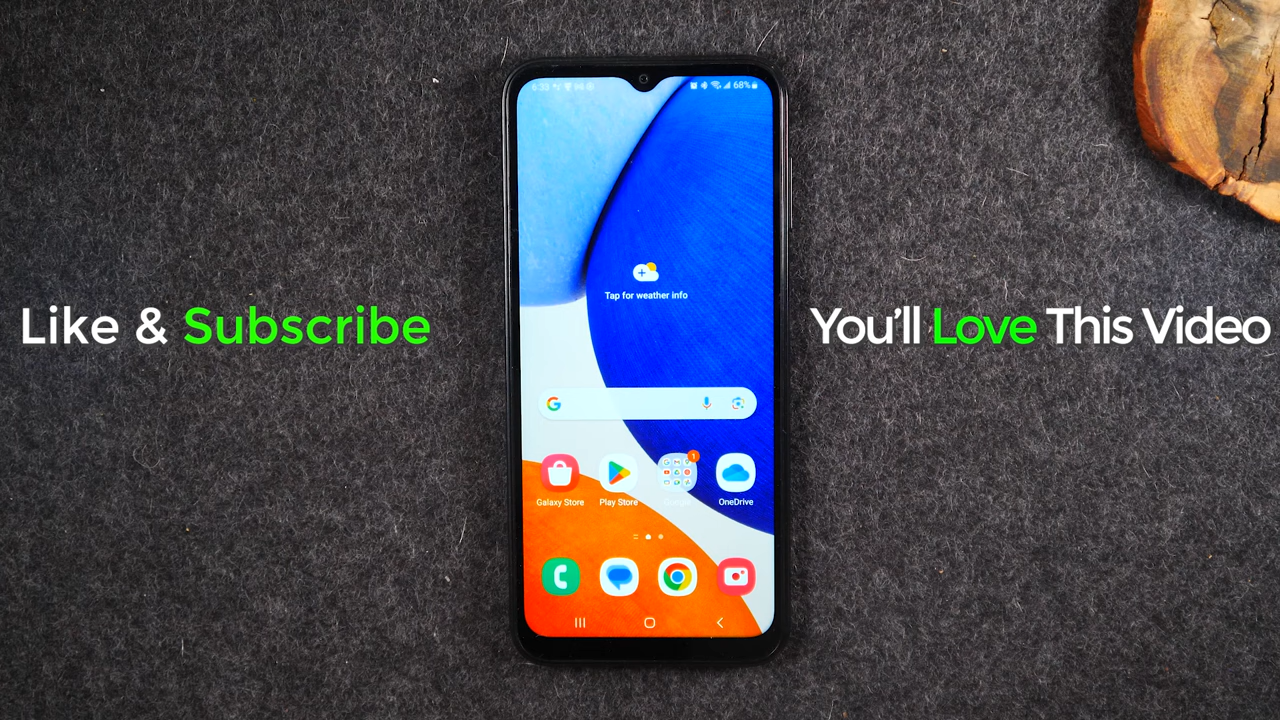 68%
Like & Subscribe
You'll Love This Video
Tap for weather info
Galaxy Store
Play Store
OneDrive